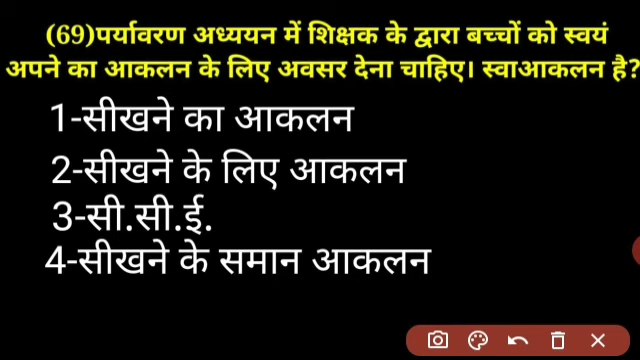 (69)पर्यावरण अध्ययन में शिक्षक के द्वारा बच्चों को स्वयं
अपने का आकलन के लिए अवसर देना चाहिए। स्वाआकलन है?
1-सीखने का आकलन
2-सीखने के लिए आकलन
3-सी.सी.ई.
4-सीखने के समान आकलन